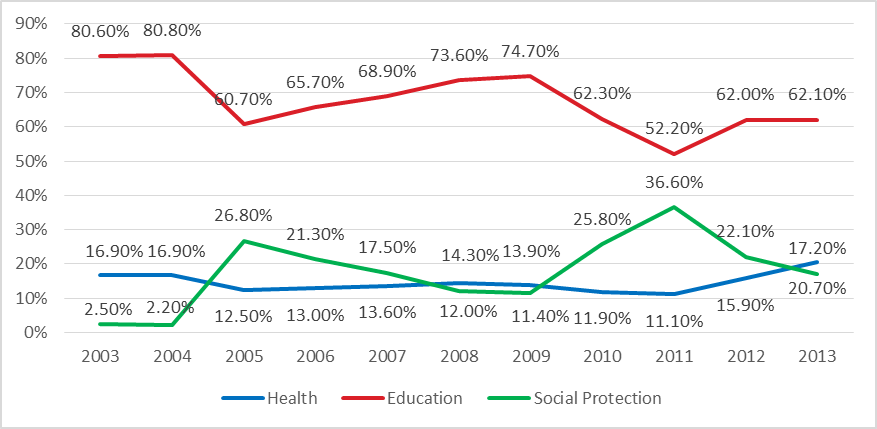 90%
80%
70%
60%
50%
40%
30%
20%
10%
0%
80.60% 80.80% 60.70% 65.70% 68.90% 73.60% 74.70% 62.30% 52.20% 62.00% 62.10%
2.50% 2.20% 26.80% 21.30% 17.50% 12.00% 11.40% 25.80% 36.60% 22.10% 17.20%
16.90% 16.90% 12.50% 13.00% 13.60% 14.30% 13.90% 11.90% 11.10% 15.90% 20.70%
2003 2004 2005 2006 2007 2008 2009 2010 2011 2012 2013
Health Education Social Protection